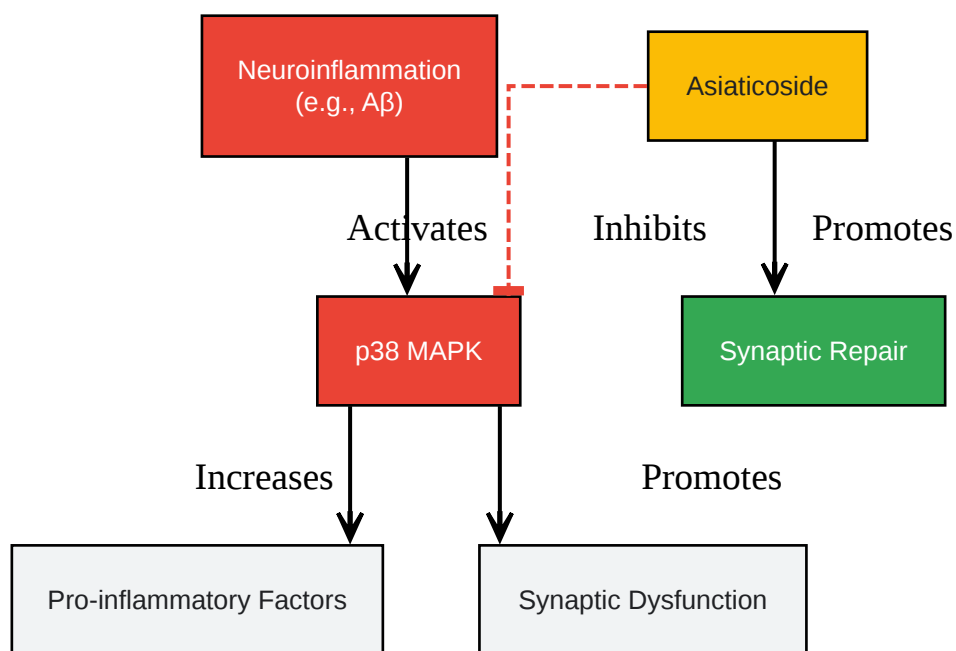 Neuroinflammation
(e.g., Aβ)
Asiaticoside
Activates
Inhibits
Promotes
p38 MAPK
Synaptic Repair
Increases
Promotes
Pro-inflammatory Factors
Synaptic Dysfunction